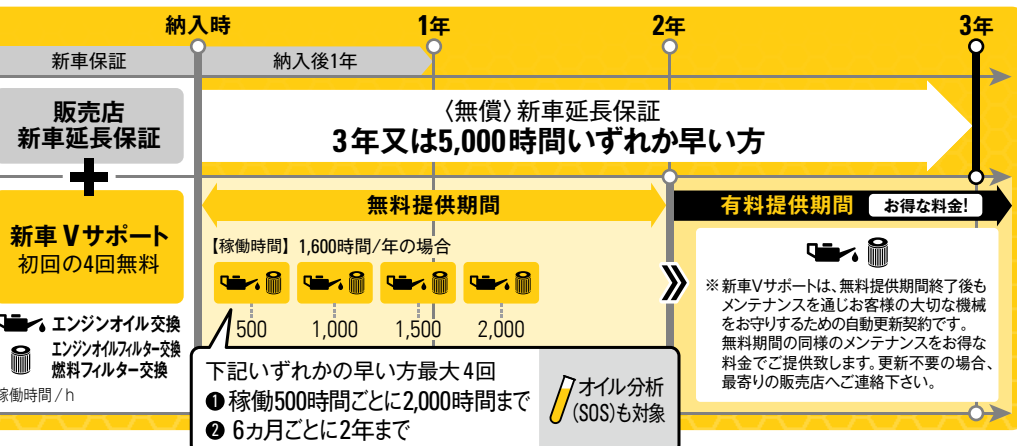 納入時
1年
2年
3年
新車保証
納入後1年
販売店
新車延長保証
〈無償〉新車延長保証
3年又は5,000時間いずれか早い方
新車Vサポート
初回の4回無料
無料提供期間
有料提供期間 お得な料金!
【稼働時間】 1,600時間/年の場合
500 1,000 1,500 2,000
※新車Vサポートは、無料提供期間終了後も
メンテナンスを通じお客様の大切な機械
をお守りするための自動更新契約です。
無料期間の同様のメンテナンスをお得な
料金でご提供致します。更新不要の場合、
最寄りの販売店へご連絡下さい。
エンジンオイル交換
エンジンオイルフィルター交換
燃料フィルター交換
稼働時間/h
下記いずれかの早い方最大4回
❶稼働500時間ごとに2,000時間まで
❷ 6ヵ月ごとに2年まで
オイル分析
(SOS)も対象